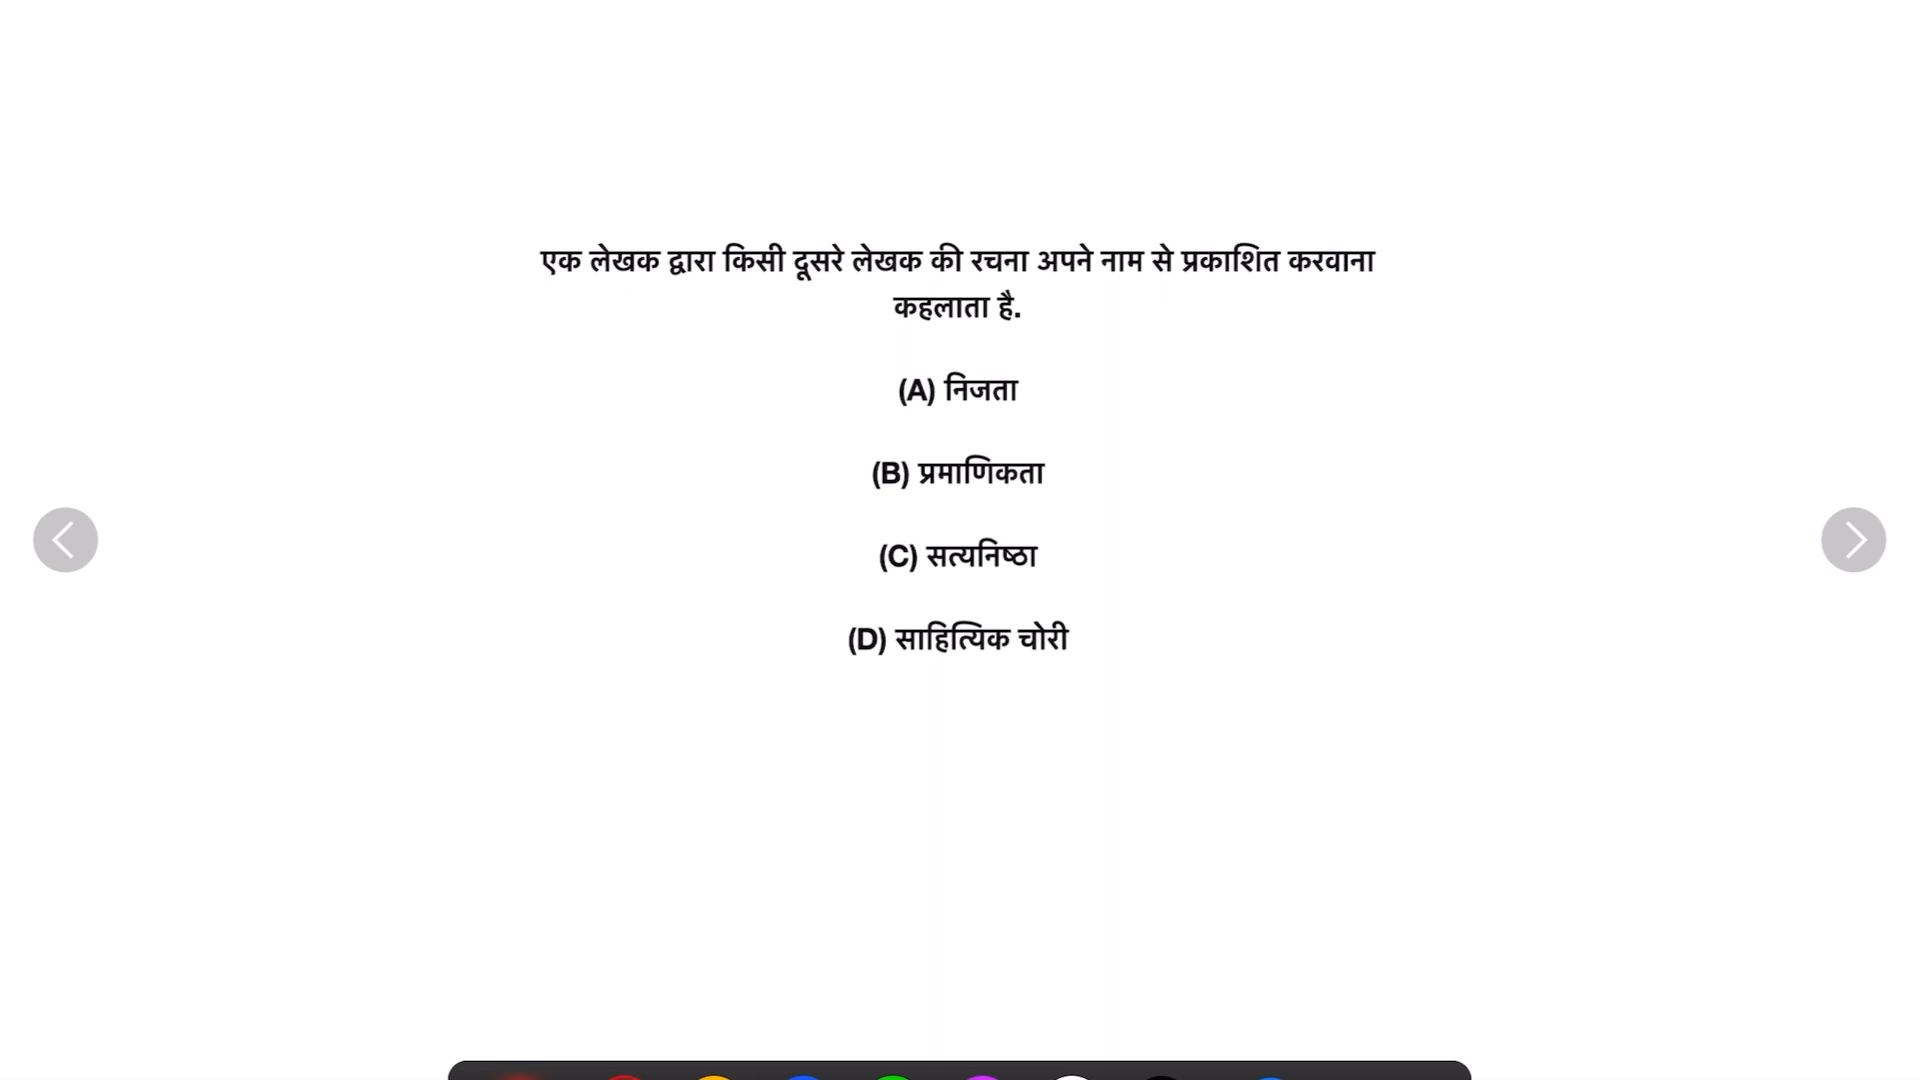 एक लेखक द्वारा किसी दूसरे लेखक की रचना अपने नाम से प्रकाशित करवाना
कहलाता है.
(A) निजता
(B) प्रमाणिकता
(C) सत्यनिष्ठा
(D) साहित्यिक चोरी